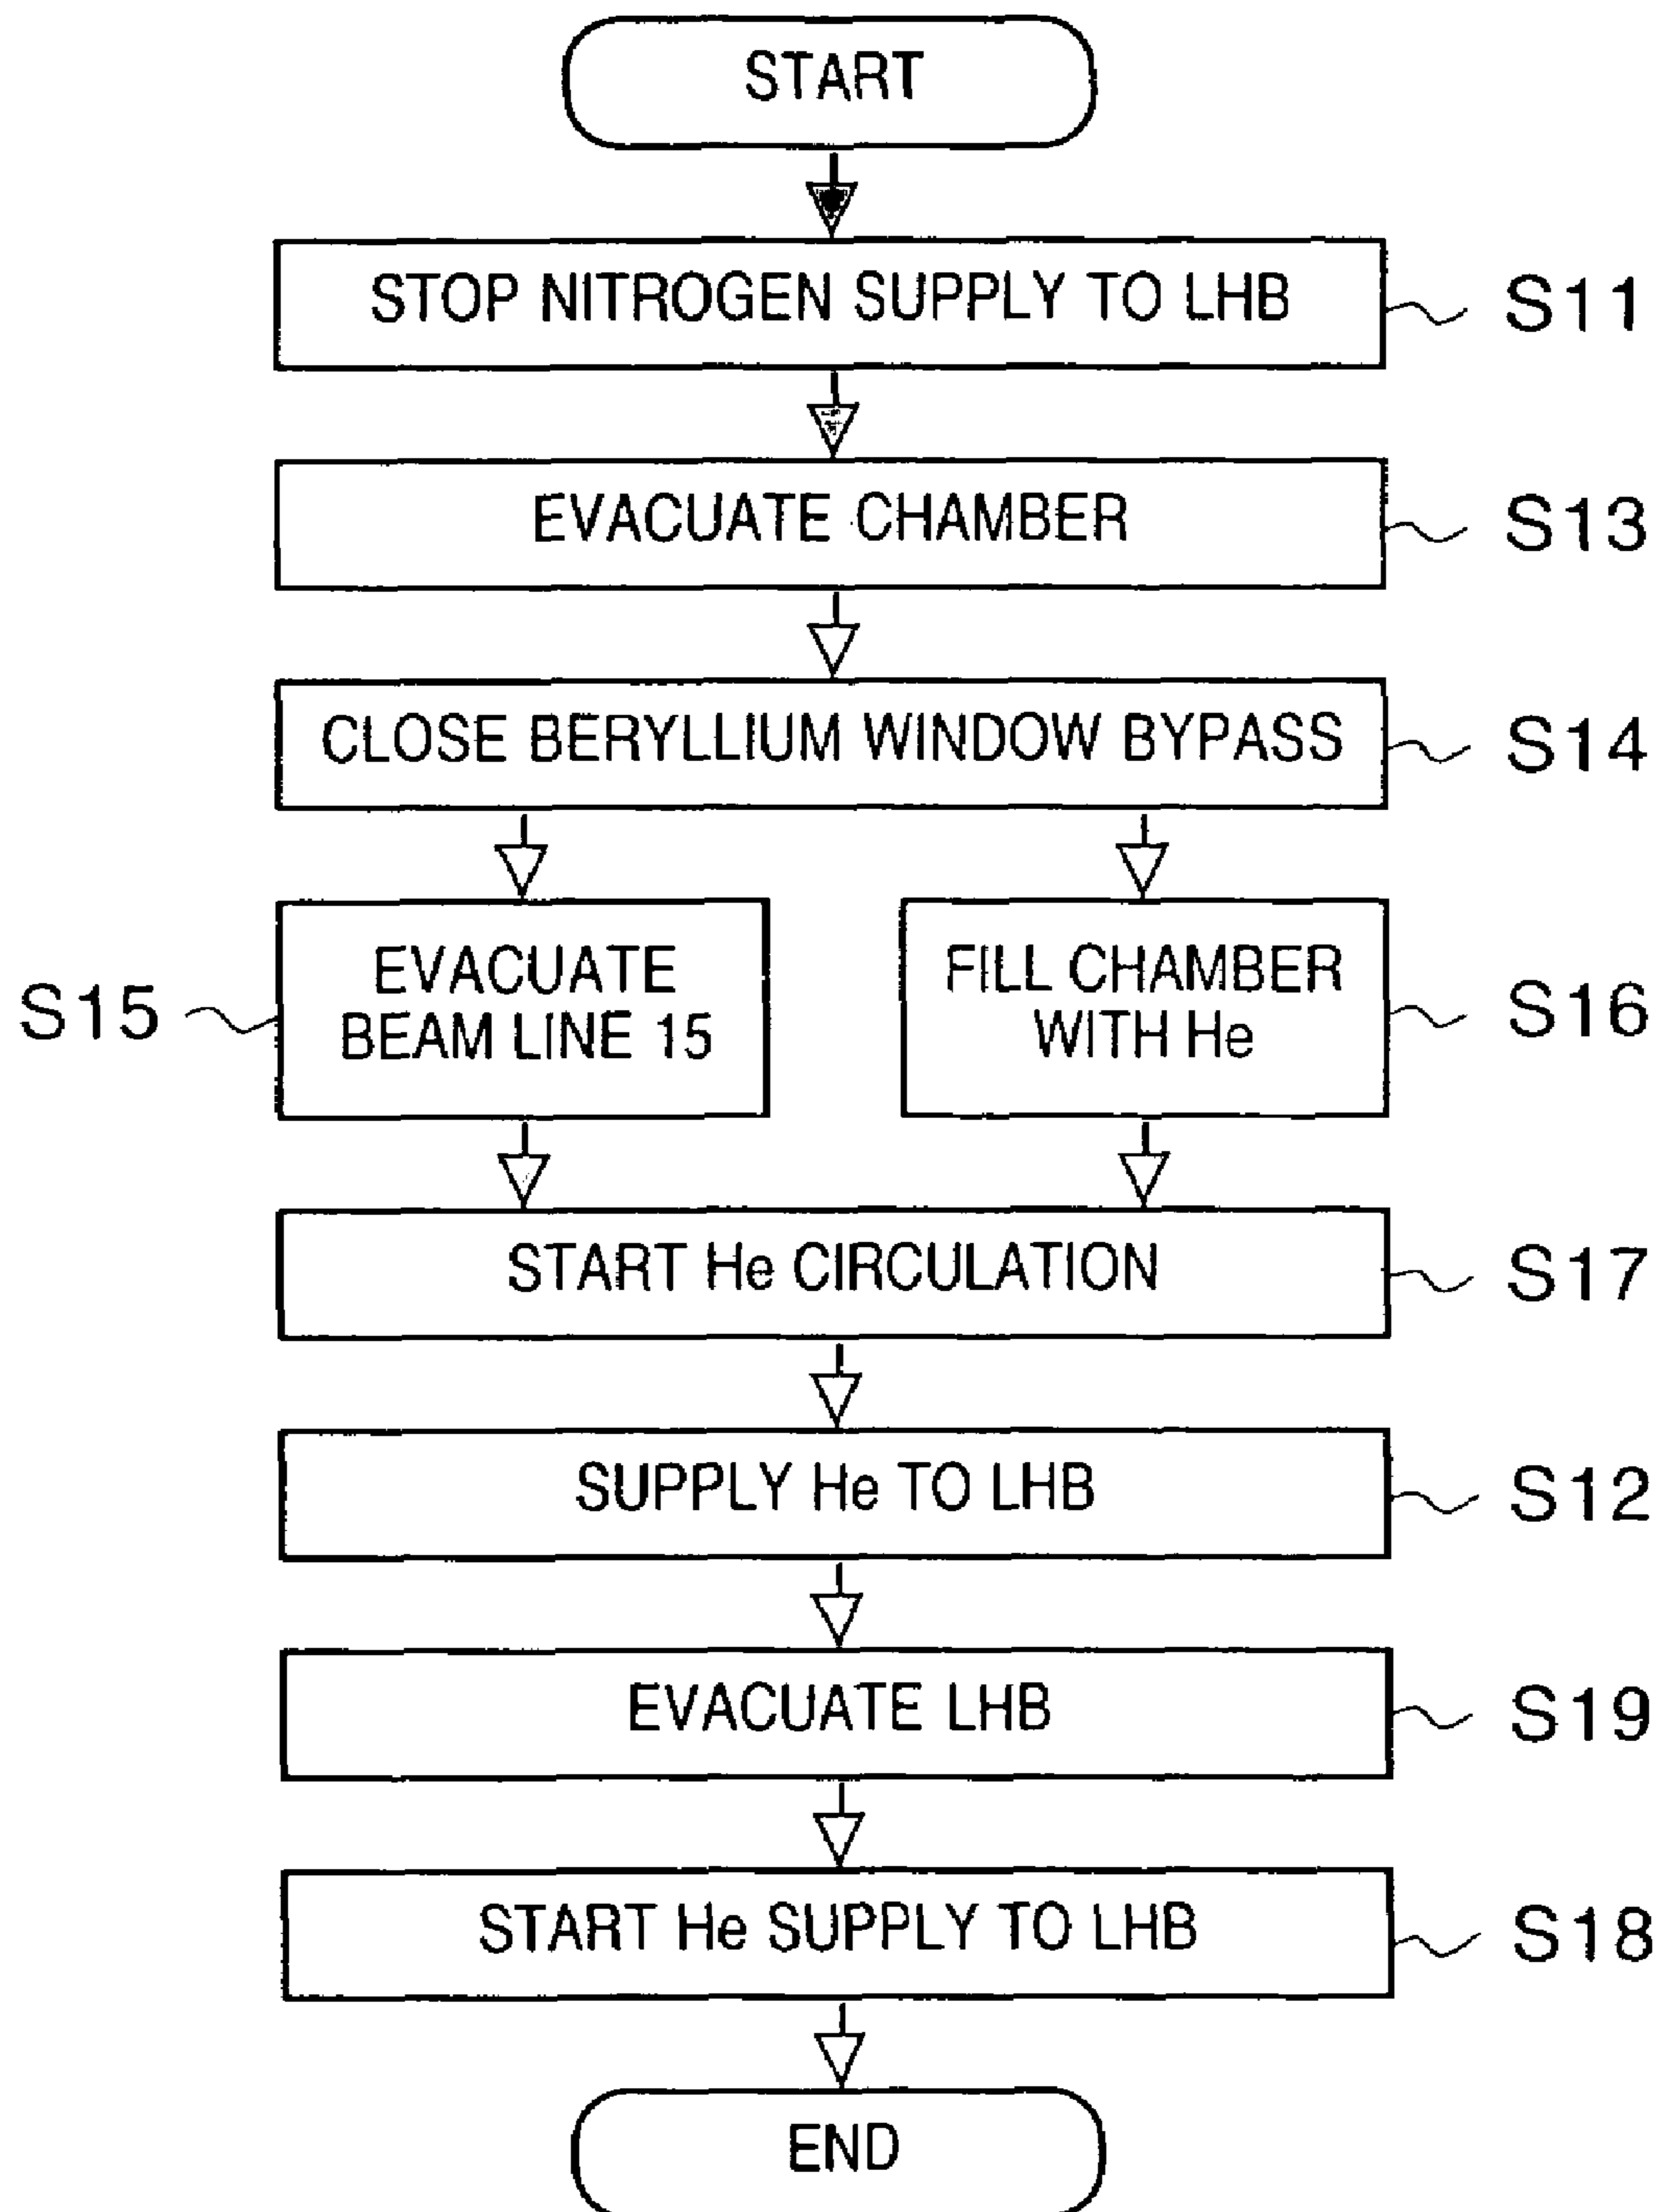 START
STOP NITROGEN SUPPLY TO LHB
S11
EVACUATE CHAMBER
S13
CLOSE BERYLLIUM WINDOW BYPASS
S14
S15
EVACUATE
BEAM LINE 15
FILL CHAMBER
WITH He
S16
START He CIRCULATION
S17
SUPPLY He TO LHB
S12
EVACUATE LHB
S19
START He SUPPLY TO LHB
S18
END